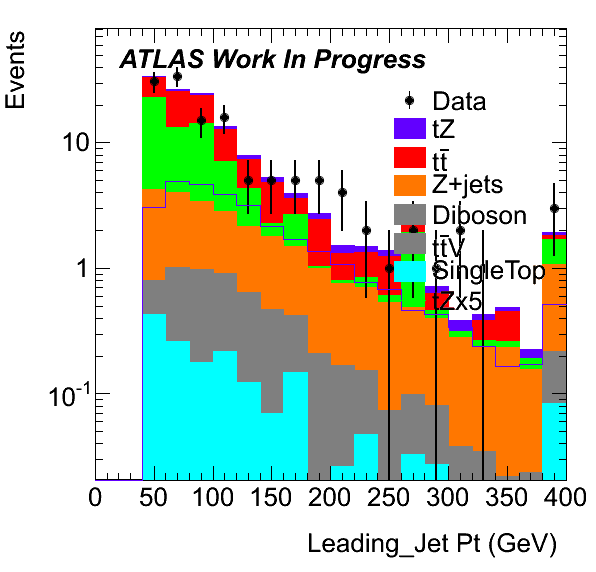 Events
ATLAS Work In Progress
Data
tZ
tt̄
Z+jets
Diboson
tt̄V
SingleTop
tZx5
10
1
10⁻¹
0 50 100 150 200 250 300 350 400
Leading_Jet Pt (GeV)